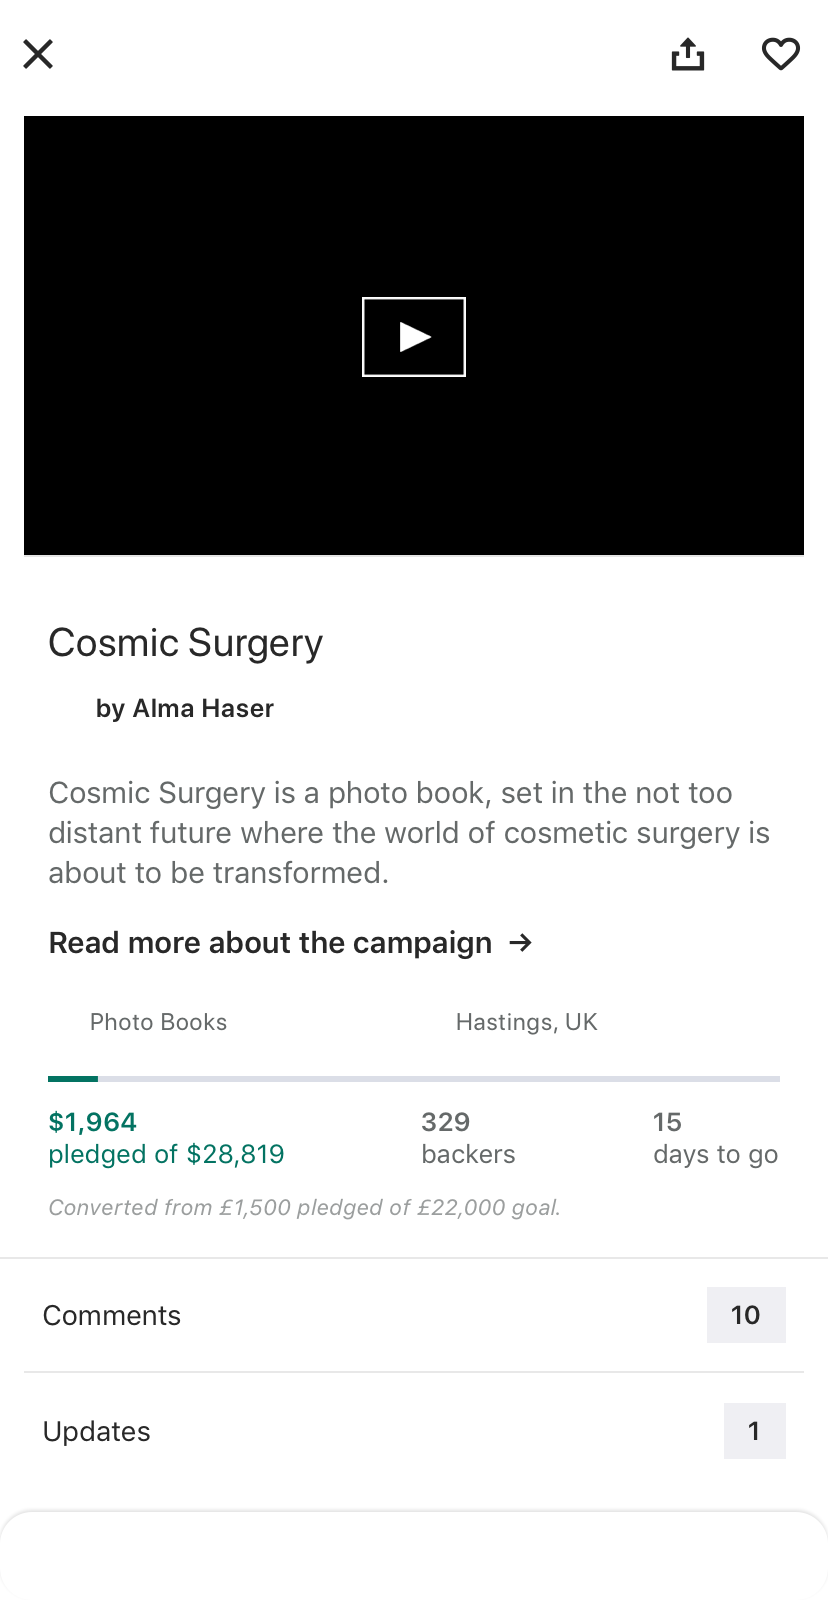 Cosmic Surgery
by Alma Haser
Cosmic Surgery is a photo book, set in the not too
distant future where the world of cosmetic surgery is
about to be transformed.
Read more about the campaign →
Photo Books
Hastings, UK
$1,964
pledged of $28,819
329
backers
15
days to go
Converted from £1,500 pledged of £22,000 goal.
Comments
10
Updates
1